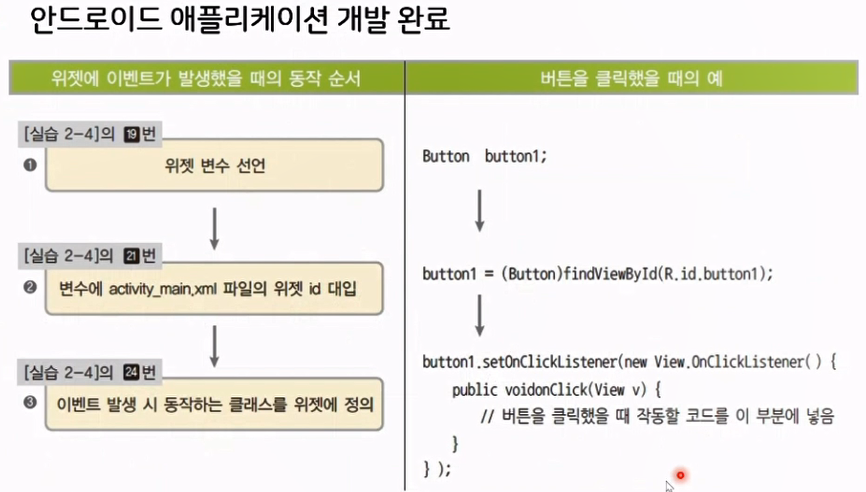 안드로이드 애플리케이션 개발 완료
위젯에 이벤트가 발생했을 때의 동작 순서
버튼을 클릭했을 때의 예
[실습 2-4]의 19번
❶ 위젯 변수 선언
Button button1;
[실습 2-4]의 21번
❷ 변수에 activity_main.xml 파일의 위젯 id 대입
button1 = (Button)findViewById(R.id.button1);
[실습 2-4]의 24번
❸ 이벤트 발생 시 동작하는 클래스를 위젯에 정의
button1.setOnClickListener(new View.OnClickListener() {
public voidonClick(View v) {
// 버튼을 클릭했을 때 작동할 코드를 이 부분에 넣음
}
} );